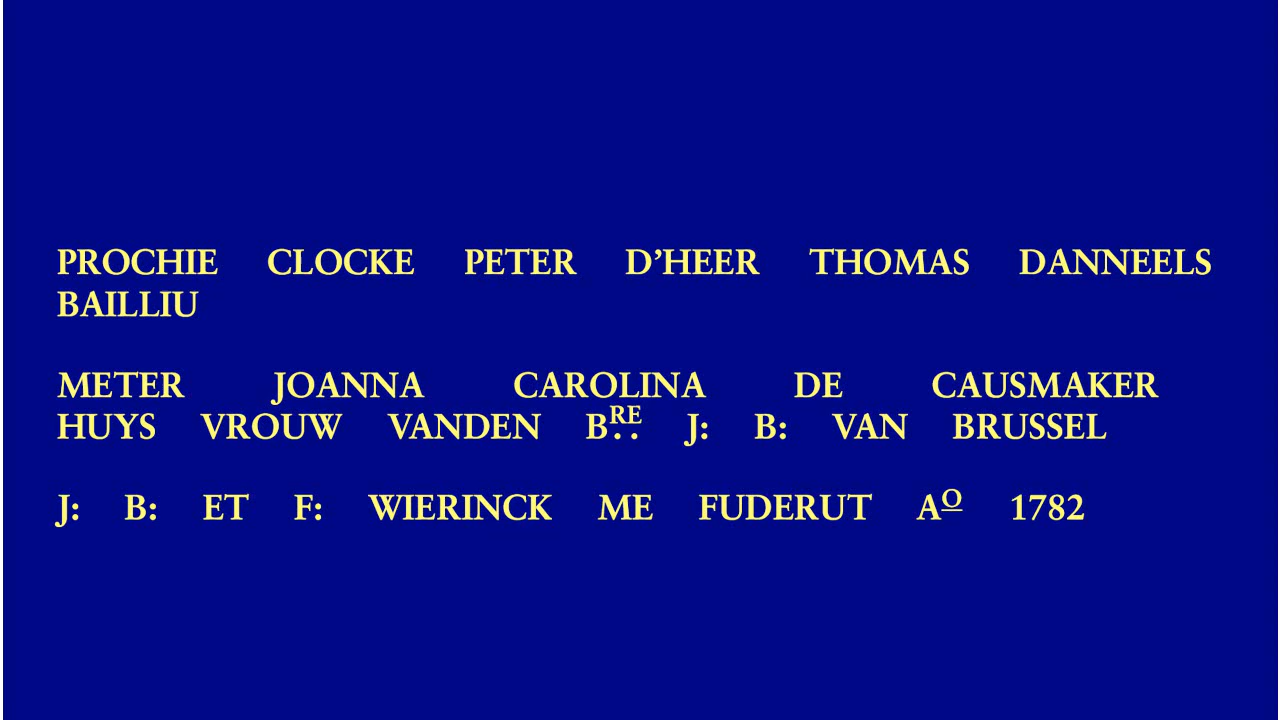 PROCHIE CLOCKE PETER D’HEER THOMAS DANNEELS
BAILLIU
METER JOANNA CAROLINA DE CAUSMAKER
HUYS VROUW VANDEN B.ᴿᴱ. J: B: VAN BRUSSEL
J: B: ET F: WIERINCK ME FUDERUT Aº 1782